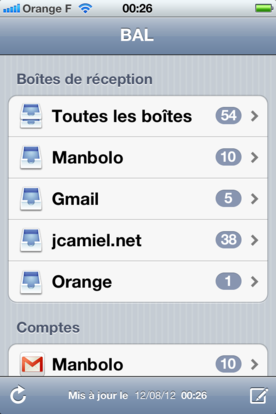 Orange F 00:26
BAL
Boîtes de réception
Toutes les boîtes 54
Manbolo 10
Gmail 5
jcamiel.net 38
Orange 1
Comptes
Manbolo 10
Mis à jour le 12/08/12 00:26